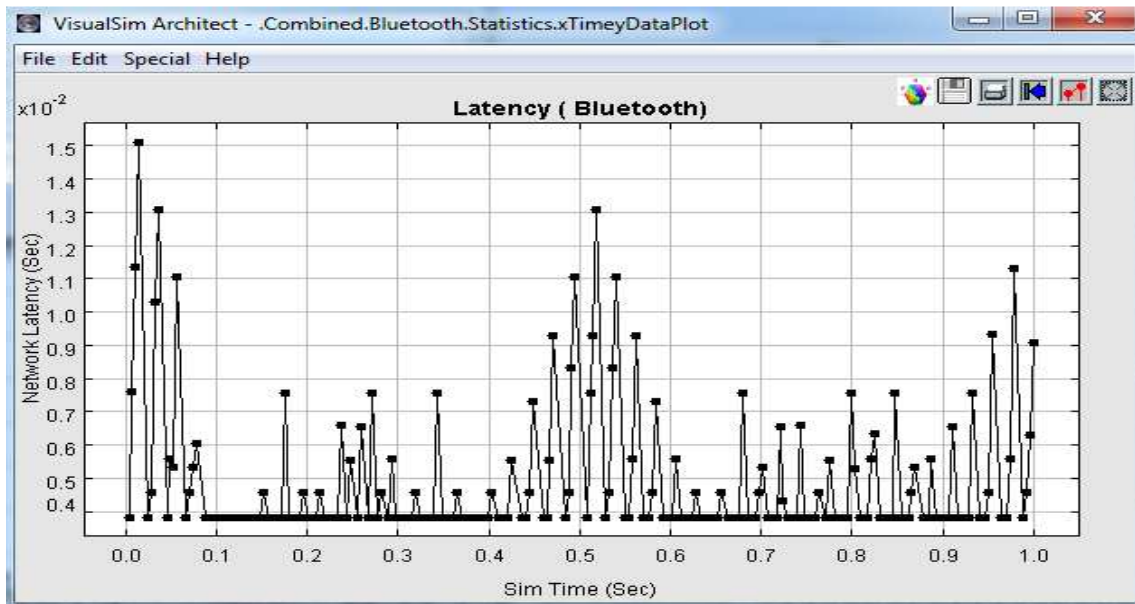 VisualSim Architect - .Combined.Bluetooth.Statistics.xTimeyDataPlot
File Edit Special Help
x10-2
Latency ( Bluetooth)
1.5
1.4
1.3
1.2
1.1
1.0
0.9
0.8
0.7
0.6
0.5
0.4
Network Latency (Sec)
0.0 0.1 0.2 0.3 0.4 0.5 0.6 0.7 0.8 0.9 1.0
Sim Time (Sec)